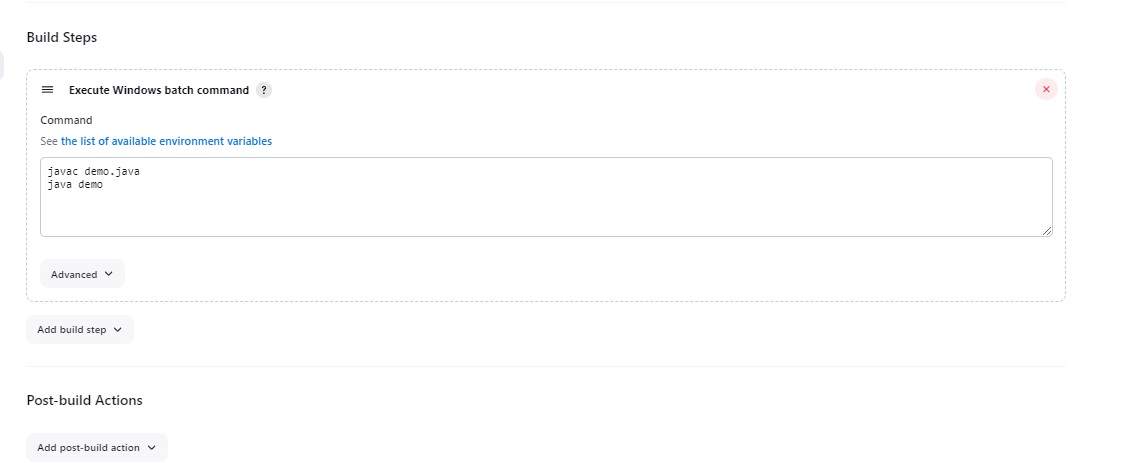 Build Steps
Execute Windows batch command ?
Command
See the list of available environment variables
javac demo.java
java demo
Advanced
Add build step
Post-build Actions
Add post-build action